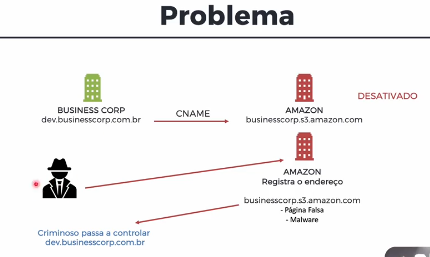 Problema
BUSINESS CORP
dev.businesscorp.com.br
CNAME
AMAZON
businesscorp.s3.amazon.com
DESATIVADO
AMAZON
Registra o endereço
businesscorp.s3.amazon.com
- Página Falsa
- Malware
Criminoso passa a controlar
dev.businesscorp.com.br